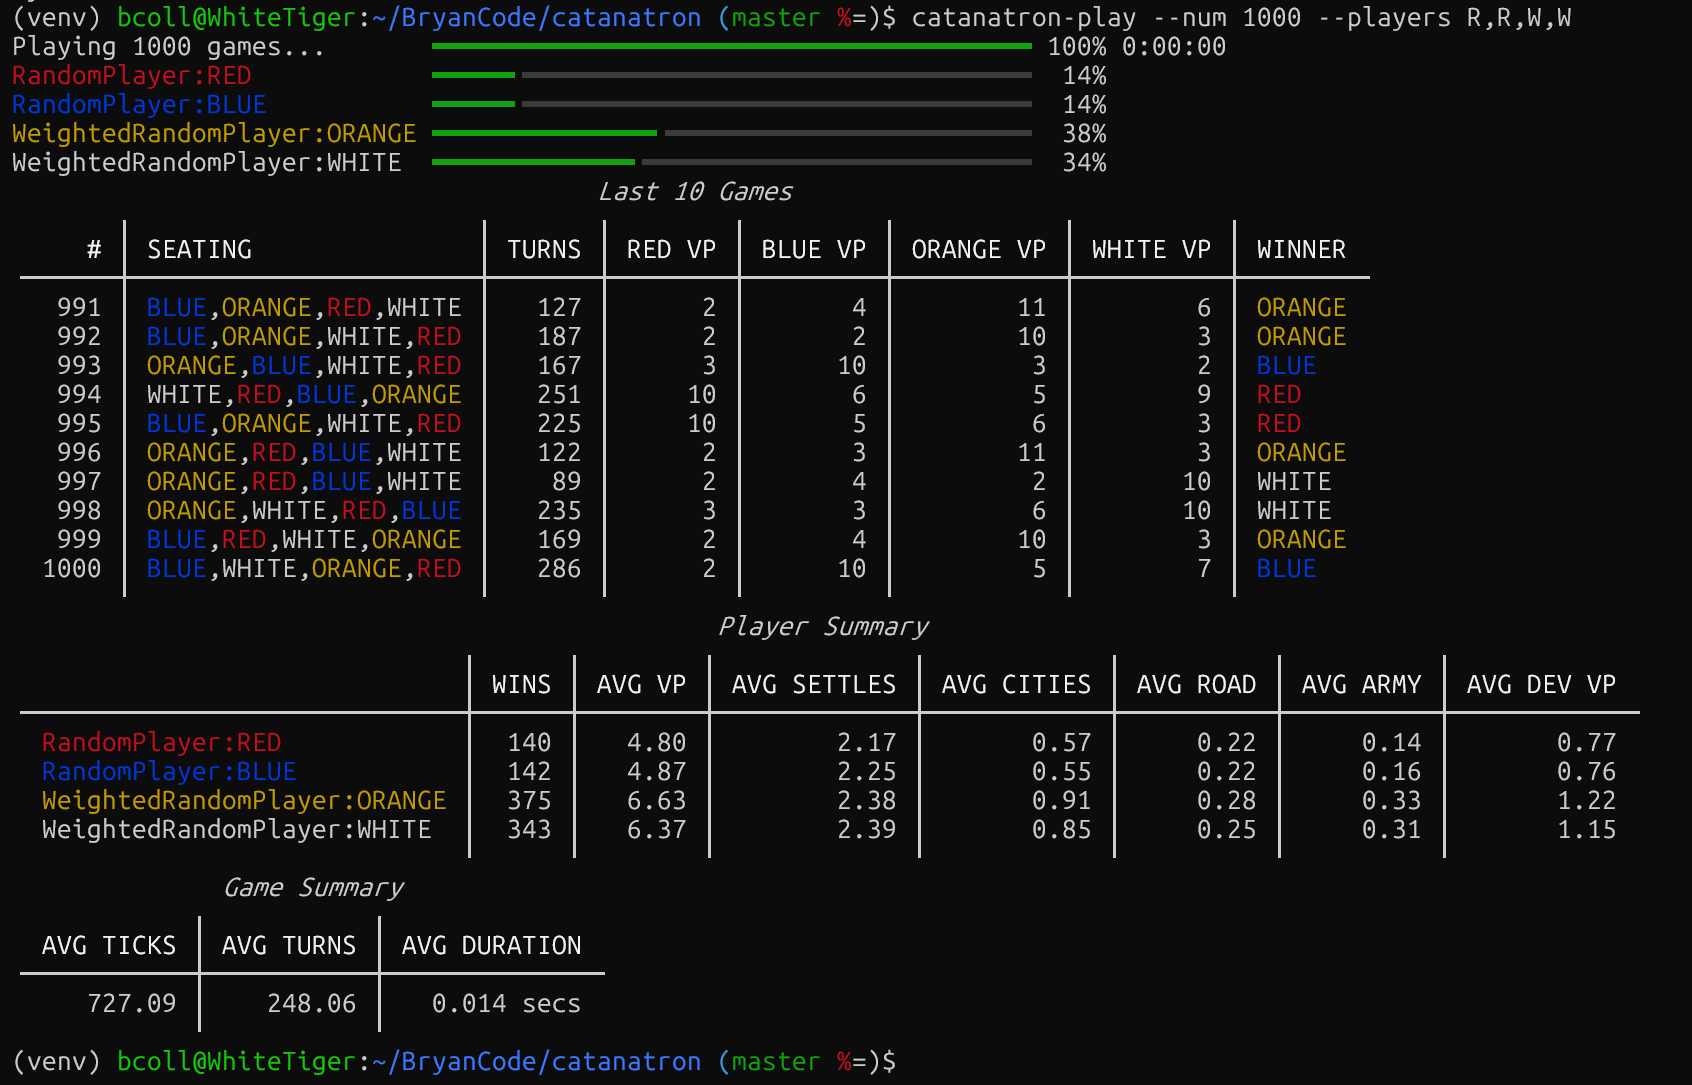 (venv) bcoll@WhiteTiger:~/BryanCode/catanatron (master %=)$ catanatron-play --num 1000 --players R,R,W,W
Playing 1000 games... 100% 0:00:00
RandomPlayer:RED 14%
RandomPlayer:BLUE 14%
WeightedRandomPlayer:ORANGE 38%
WeightedRandomPlayer:WHITE 34%
Last 10 Games
# SEATING TURNS RED VP BLUE VP ORANGE VP WHITE VP WINNER
991 BLUE,ORANGE,RED,WHITE 127 2 4 11 6 ORANGE
992 BLUE,ORANGE,WHITE,RED 187 2 2 10 3 ORANGE
993 ORANGE,BLUE,WHITE,RED 167 3 10 3 2 BLUE
994 WHITE,RED,BLUE,ORANGE 251 10 6 5 9 RED
995 BLUE,ORANGE,WHITE,RED 225 10 5 6 3 RED
996 ORANGE,RED,BLUE,WHITE 122 2 3 11 3 ORANGE
997 ORANGE,RED,BLUE,WHITE 89 2 4 2 10 WHITE
998 ORANGE,WHITE,RED,BLUE 235 3 3 6 10 WHITE
999 BLUE,RED,WHITE,ORANGE 169 2 4 10 3 ORANGE
1000 BLUE,WHITE,ORANGE,RED 286 2 10 5 7 BLUE
Player Summary
WINS AVG VP AVG SETTLES AVG CITIES AVG ROAD AVG ARMY AVG DEV VP
RandomPlayer:RED 140 4.80 2.17 0.57 0.22 0.14 0.77
RandomPlayer:BLUE 142 4.87 2.25 0.55 0.22 0.16 0.76
WeightedRandomPlayer:ORANGE 375 6.63 2.38 0.91 0.28 0.33 1.22
WeightedRandomPlayer:WHITE 343 6.37 2.39 0.85 0.25 0.31 1.15
Game Summary
AVG TICKS AVG TURNS AVG DURATION
727.09 248.06 0.014 secs
(venv) bcoll@WhiteTiger:~/BryanCode/catanatron (master %=)$